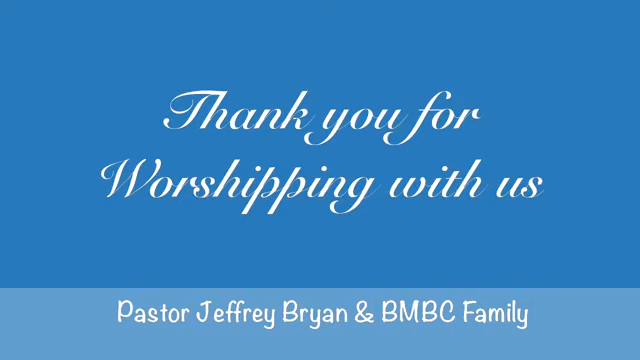 Thank you for
Worshipping with us
Pastor Jeffrey Bryan & BMBC Family